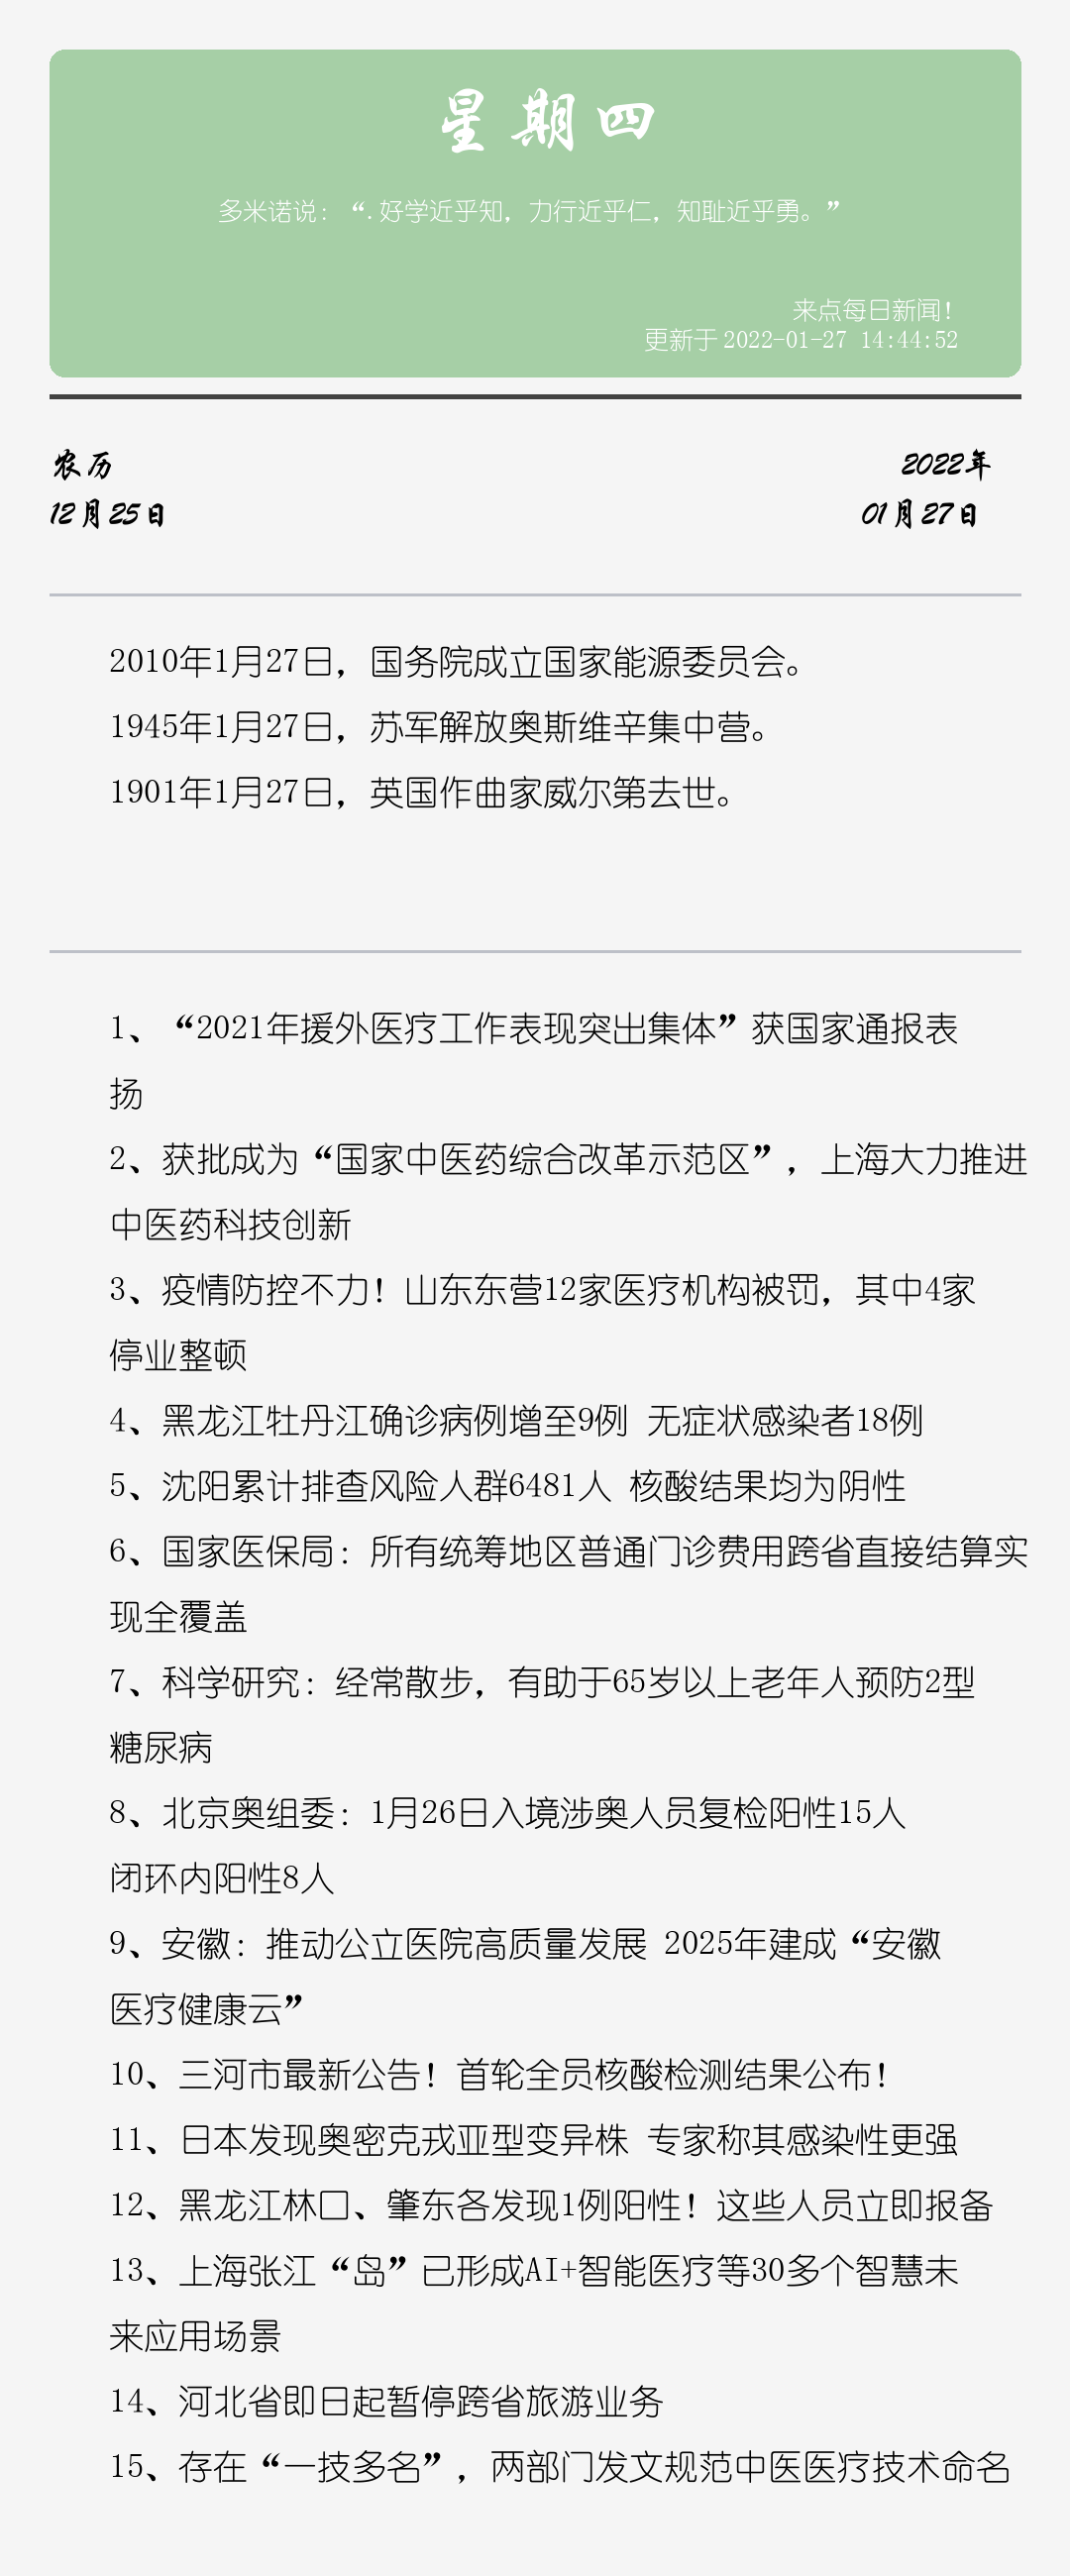 星期四
多米诺说：“.好学近乎知，力行近乎仁，知耻近乎勇。”
来点每日新闻！
更新于 2022-01-27 14:44:52
农历
2022年
12月25日
01月27日
2010年1月27日，国务院成立国家能源委员会。
1945年1月27日，苏军解放奥斯维辛集中营。
1901年1月27日，英国作曲家威尔第去世。
1、“2021年援外医疗工作表现突出集体”获国家通报表
扬
2、获批成为“国家中医药综合改革示范区”，上海大力推进
中医药科技创新
3、疫情防控不力！山东东营12家医疗机构被罚，其中4家
停业整顿
4、黑龙江牡丹江确诊病例增至9例 无症状感染者18例
5、沈阳累计排查风险人群6481人 核酸结果均为阴性
6、国家医保局：所有统筹地区普通门诊费用跨省直接结算实
现全覆盖
7、科学研究：经常散步，有助于65岁以上老年人预防2型
糖尿病
8、北京奥组委：1月26日入境涉奥人员复检阳性15人
闭环内阳性8人
9、安徽：推动公立医院高质量发展 2025年建成“安徽
医疗健康云”
10、三河市最新公告！首轮全员核酸检测结果公布！
11、日本发现奥密克戎亚型变异株 专家称其感染性更强
12、黑龙江林口、肇东各发现1例阳性！这些人员立即报备
13、上海张江“岛”已形成AI+智能医疗等30多个智慧未
来应用场景
14、河北省即日起暂停跨省旅游业务
15、存在“一技多名”，两部门发文规范中医医疗技术命名